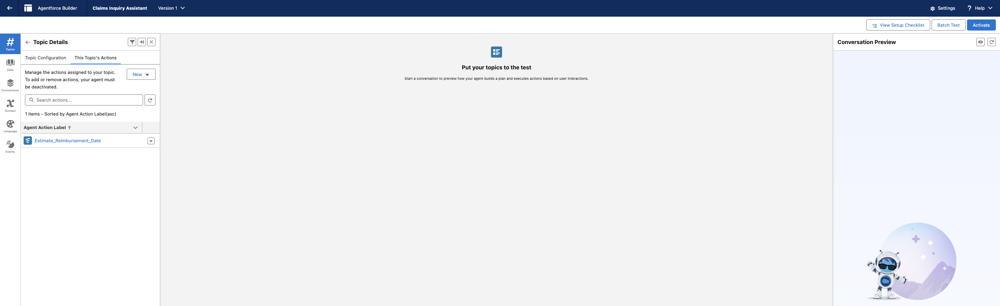 Agentforce Builder
Claims Inquiry Assistant
Version 1
Settings
? Help
View Setup Checklist
Batch Test
Activate
# Topics
Data
Connections
Context
Language
Events
Topic Details
Topic Configuration
This Topic's Actions
Manage the actions assigned to your topic.
To add or remove actions, your agent must
be deactivated.
New
Search actions...
1 items • Sorted by Agent Action Label(asc)
Agent Action Label ↑
Estimate_Reimbursement_Date
Put your topics to the test
Start a conversation to preview how your agent builds a plan and executes actions based on user interactions.
Conversation Preview